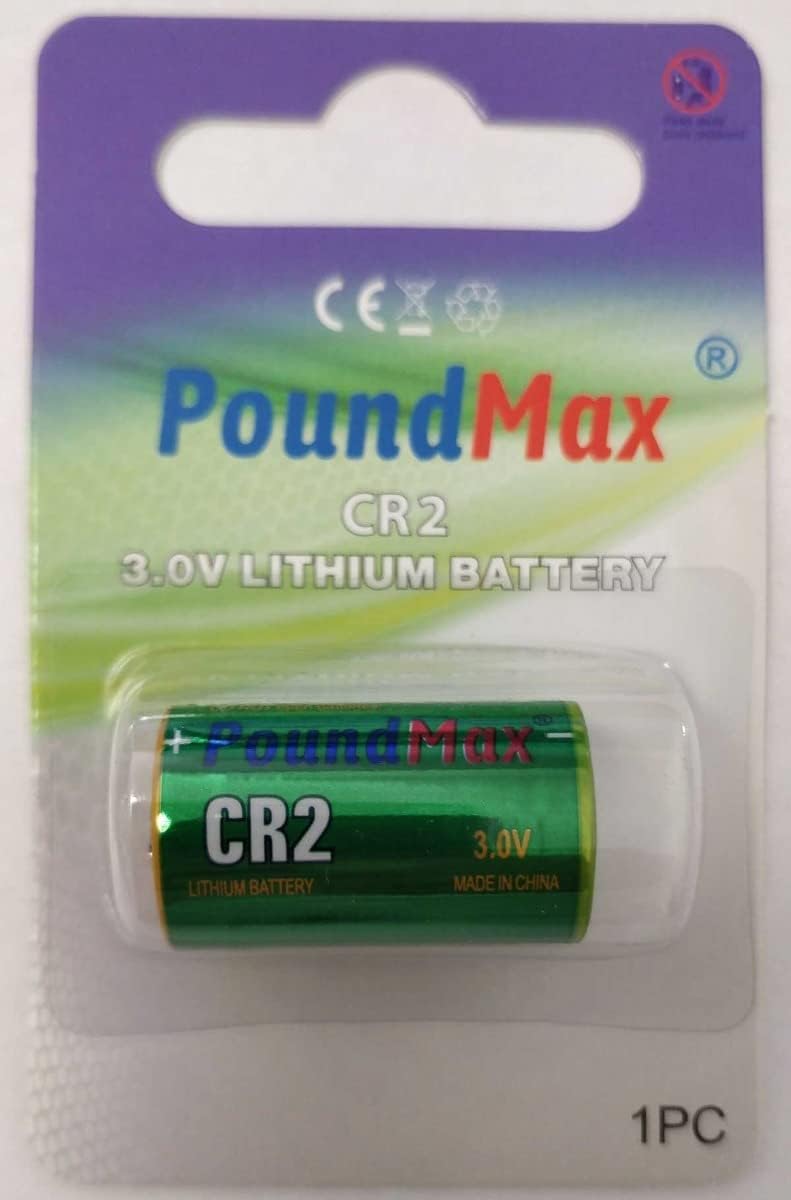 CE
PoundMax ®
CR2
3.0V LITHIUM BATTERY
+ PoundMax® −
CR2
3.0V
LITHIUM BATTERY
MADE IN CHINA
1PC